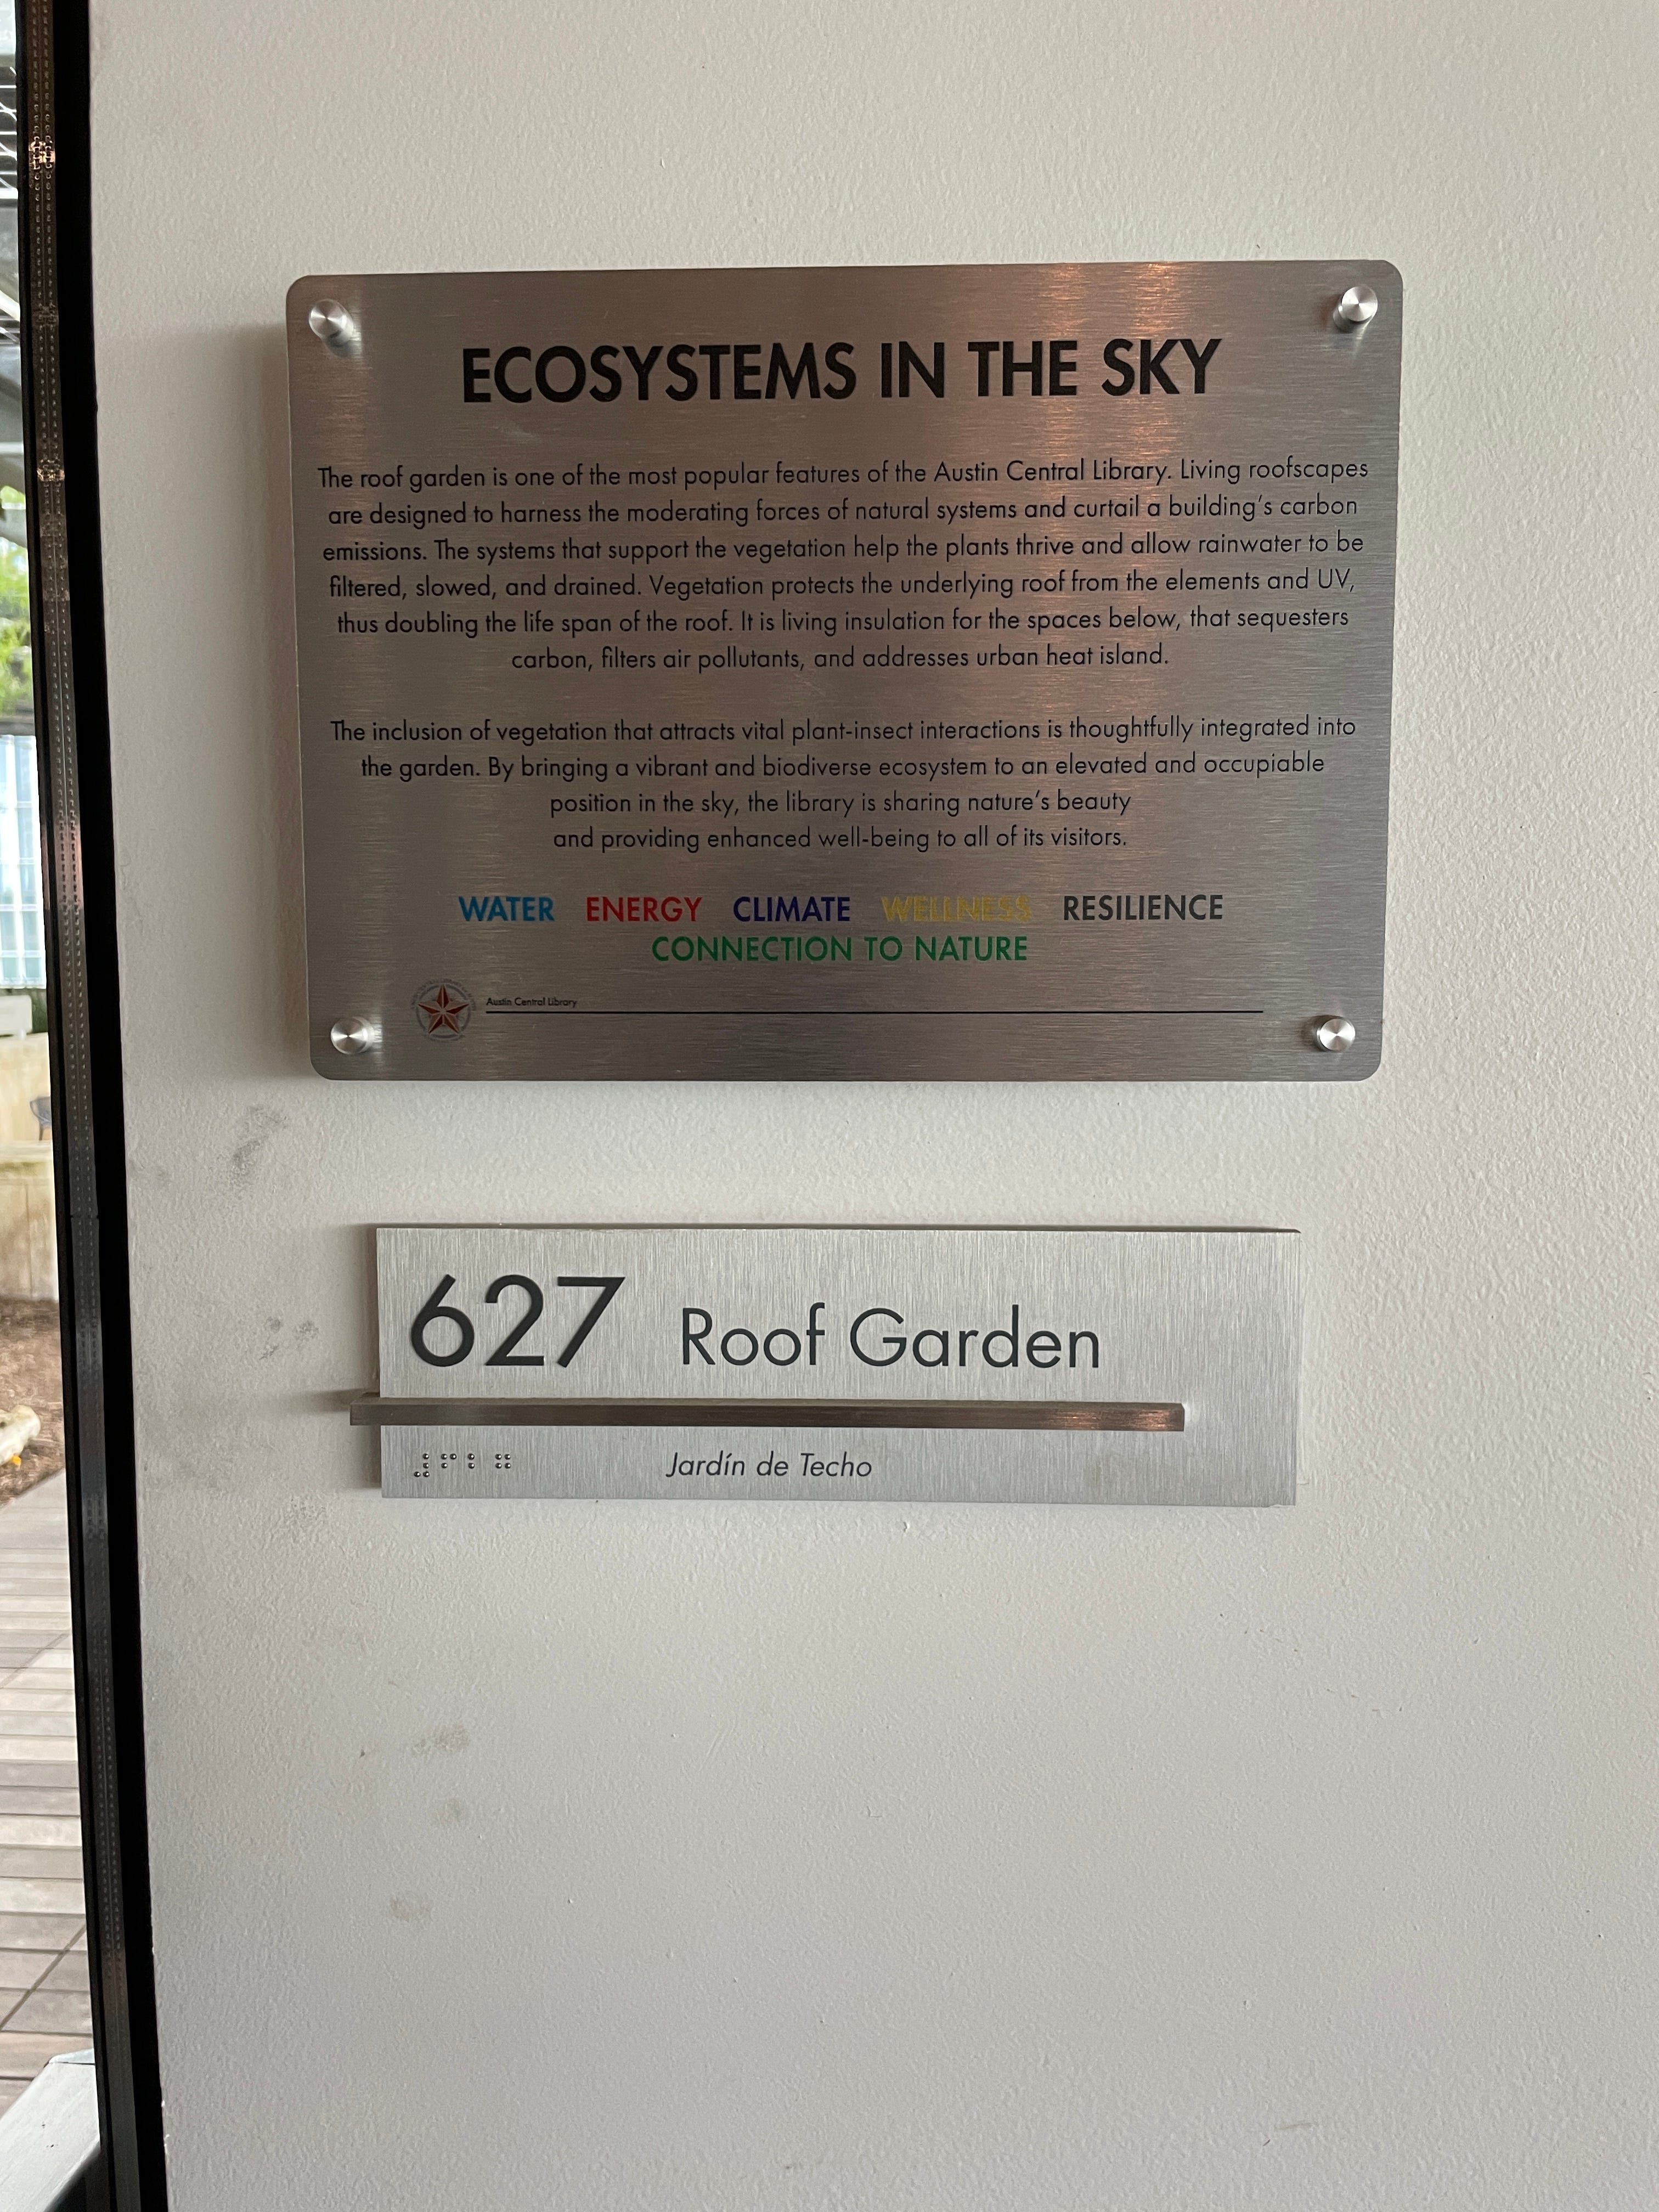 ECOSYSTEMS IN THE SKY
The roof garden is one of the most popular features of the Austin Central Library. Living roofscapes
are designed to harness the moderating forces of natural systems and curtail a building's carbon
emissions. The systems that support the vegetation help the plants thrive and allow rainwater to be
filtered, slowed, and drained. Vegetation protects the underlying roof from the elements and UV,
thus doubling the life span of the roof. It is living insulation for the spaces below, that sequesters
carbon, filters air pollutants, and addresses urban heat island.
The inclusion of vegetation that attracts vital plant-insect interactions is thoughtfully integrated into
the garden. By bringing a vibrant and biodiverse ecosystem to an elevated and occupiable
position in the sky, the library is sharing nature's beauty
and providing enhanced well-being to all of its visitors.
WATER ENERGY CLIMATE WELLNESS RESILIENCE
CONNECTION TO NATURE
Austin Central Library
627 Roof Garden
⠼⠋⠃⠛
Jardín de Techo